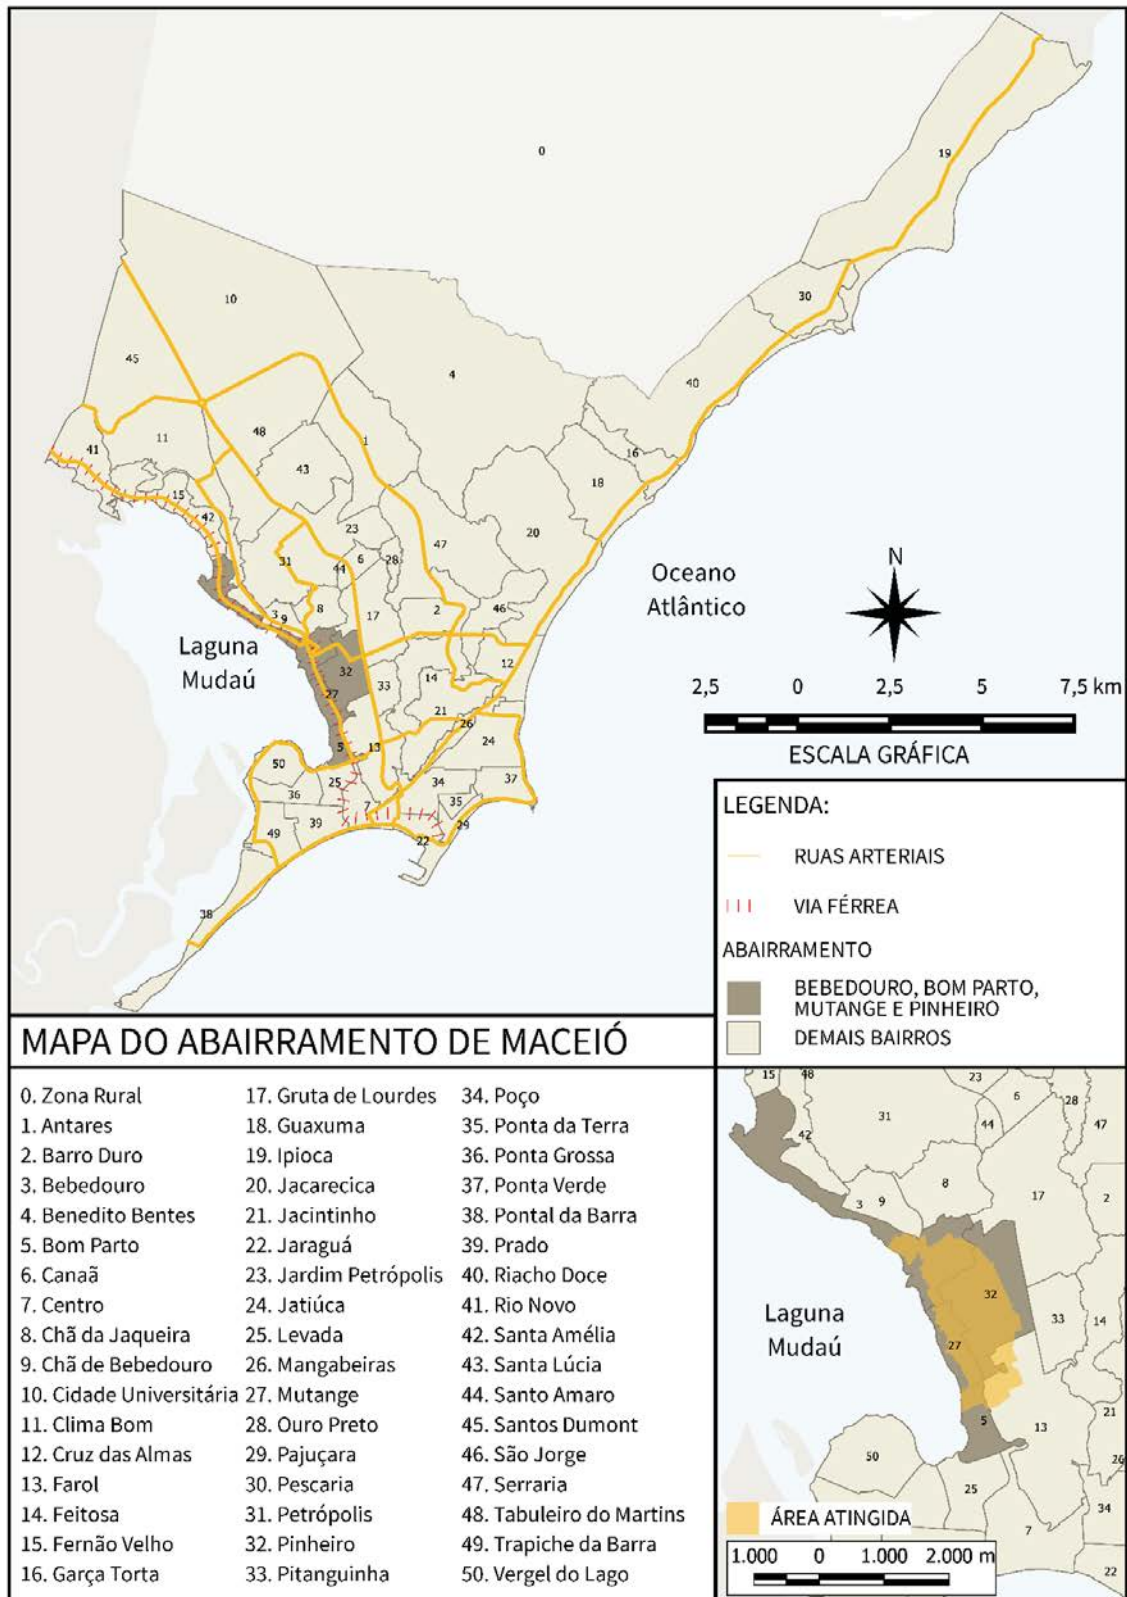 0
19
30
10
45
4
40
48
1
41
11
43
16
18
15
42
23
20
47
31
44
6
28
Oceano
Atlântico
N
3
9
8
17
2
46
Laguna
Mudaú
32
27
33
14
12
2,5 0 2,5 5 7,5 km
ESCALA GRÁFICA
21
26
24
5
13
50
25
34
37
36
7
35
49
39
22
29
38
LEGENDA:
RUAS ARTERIAIS
VIA FÉRREA
ABAIRRAMENTO
BEBEDOURO, BOM PARTO,
MUTANGE E PINHEIRO
DEMAIS BAIRROS
MAPA DO ABAIRRAMENTO DE MACEIÓ
0. Zona Rural
1. Antares
2. Barro Duro
3. Bebedouro
4. Benedito Bentes
5. Bom Parto
6. Canaã
7. Centro
8. Chã da Jaqueira
9. Chã de Bebedouro
10. Cidade Universitária
11. Clima Bom
12. Cruz das Almas
13. Farol
14. Feitosa
15. Fernão Velho
16. Garça Torta
17. Gruta de Lourdes
18. Guaxuma
19. Ipioca
20. Jacarecica
21. Jacintinho
22. Jaraguá
23. Jardim Petrópolis
24. Jatiúca
25. Levada
26. Mangabeiras
27. Mutange
28. Ouro Preto
29. Pajuçara
30. Pescaria
31. Petrópolis
32. Pinheiro
33. Pitanguinha
34. Poço
35. Ponta da Terra
36. Ponta Grossa
37. Ponta Verde
38. Pontal da Barra
39. Prado
40. Riacho Doce
41. Rio Novo
42. Santa Amélia
43. Santa Lúcia
44. Santo Amaro
45. Santos Dumont
46. São Jorge
47. Serraria
48. Tabuleiro do Martins
49. Trapiche da Barra
50. Vergel do Lago
15
48
23
6
28
31
44
47
42
8
3
9
17
2
32
Laguna
Mudaú
33
14
27
5
13
21
50
26
25
34
7
22
ÁREA ATINGIDA
1.000 0 1.000 2.000 m